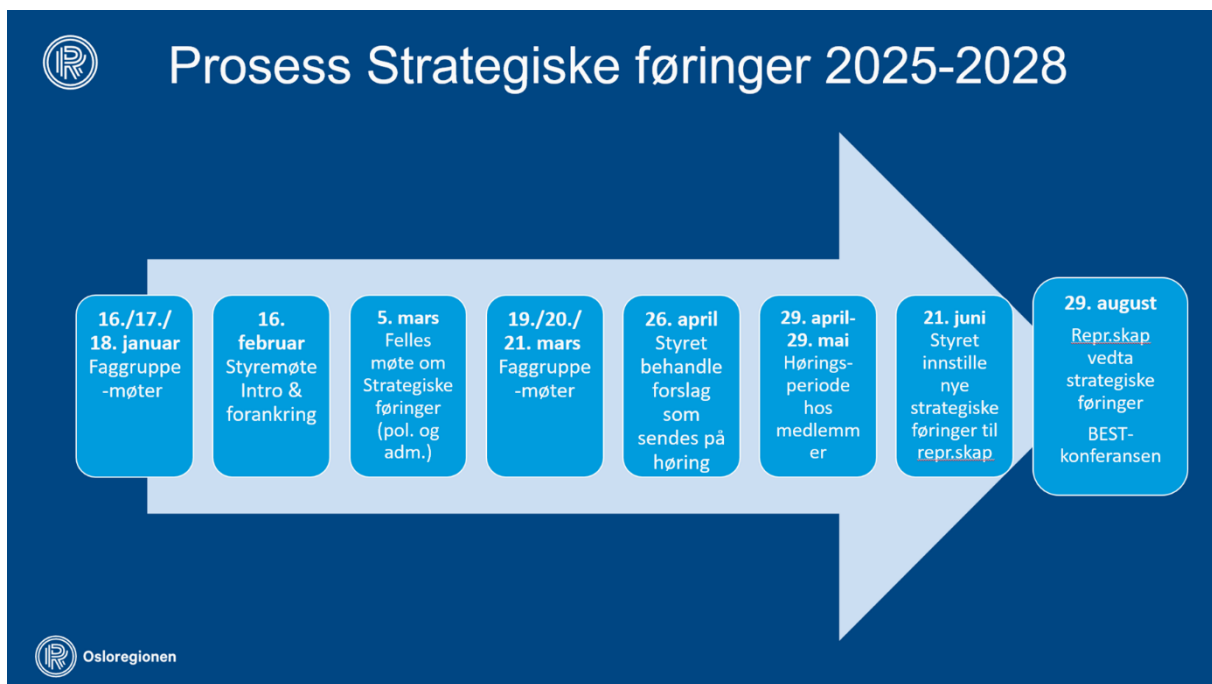 Prosess Strategiske føringer 2025-2028
16./17./
18. januar
Faggruppe
-møter
16.
februar
Styremøte
Intro &
forankring
5. mars
Felles
møte om
Strategiske
føringer
(pol. og
adm.)
19./20./
21. mars
Faggruppe
-møter
26. april
Styret
behandle
forslag
som
sendes på
høring
29. april-
29. mai
Hørings-
periode
hos
medlemm
er
21. juni
Styret
innstille
nye
strategiske
føringer til
repr.skap
29. august
Repr.skap
vedta
strategiske
føringer
BEST-
konferansen
Osloregionen